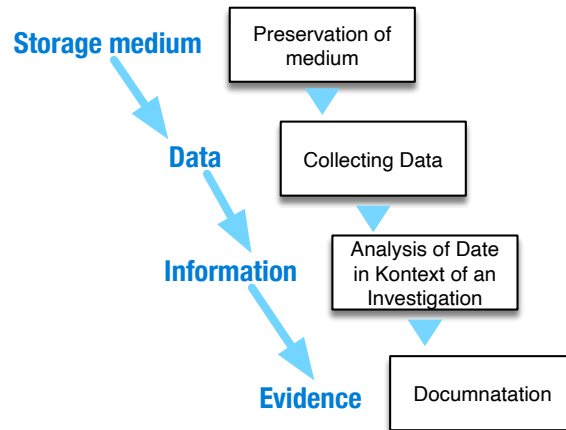 Storage medium
Preservation of
medium
Data
Collecting Data
Information
Analysis of Date
in Kontext of an
Investigation
Evidence
Documnatation